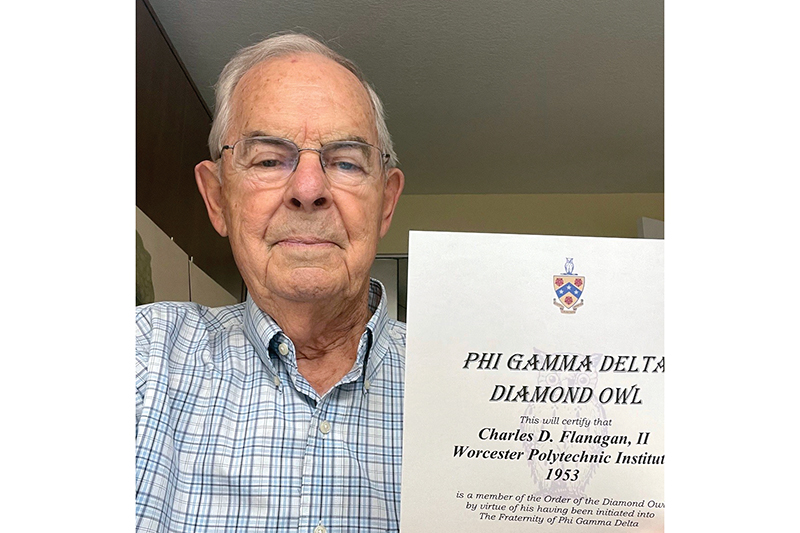 PHI GAMMA DELTA
DIAMOND OWL
This will certify that
Charles D. Flanagan, II
Worcester Polytechnic Institut
1953
is a member of the Order of the Diamond Owl
by virtue of his having been initiated into
The Fraternity of Phi Gamma Delta